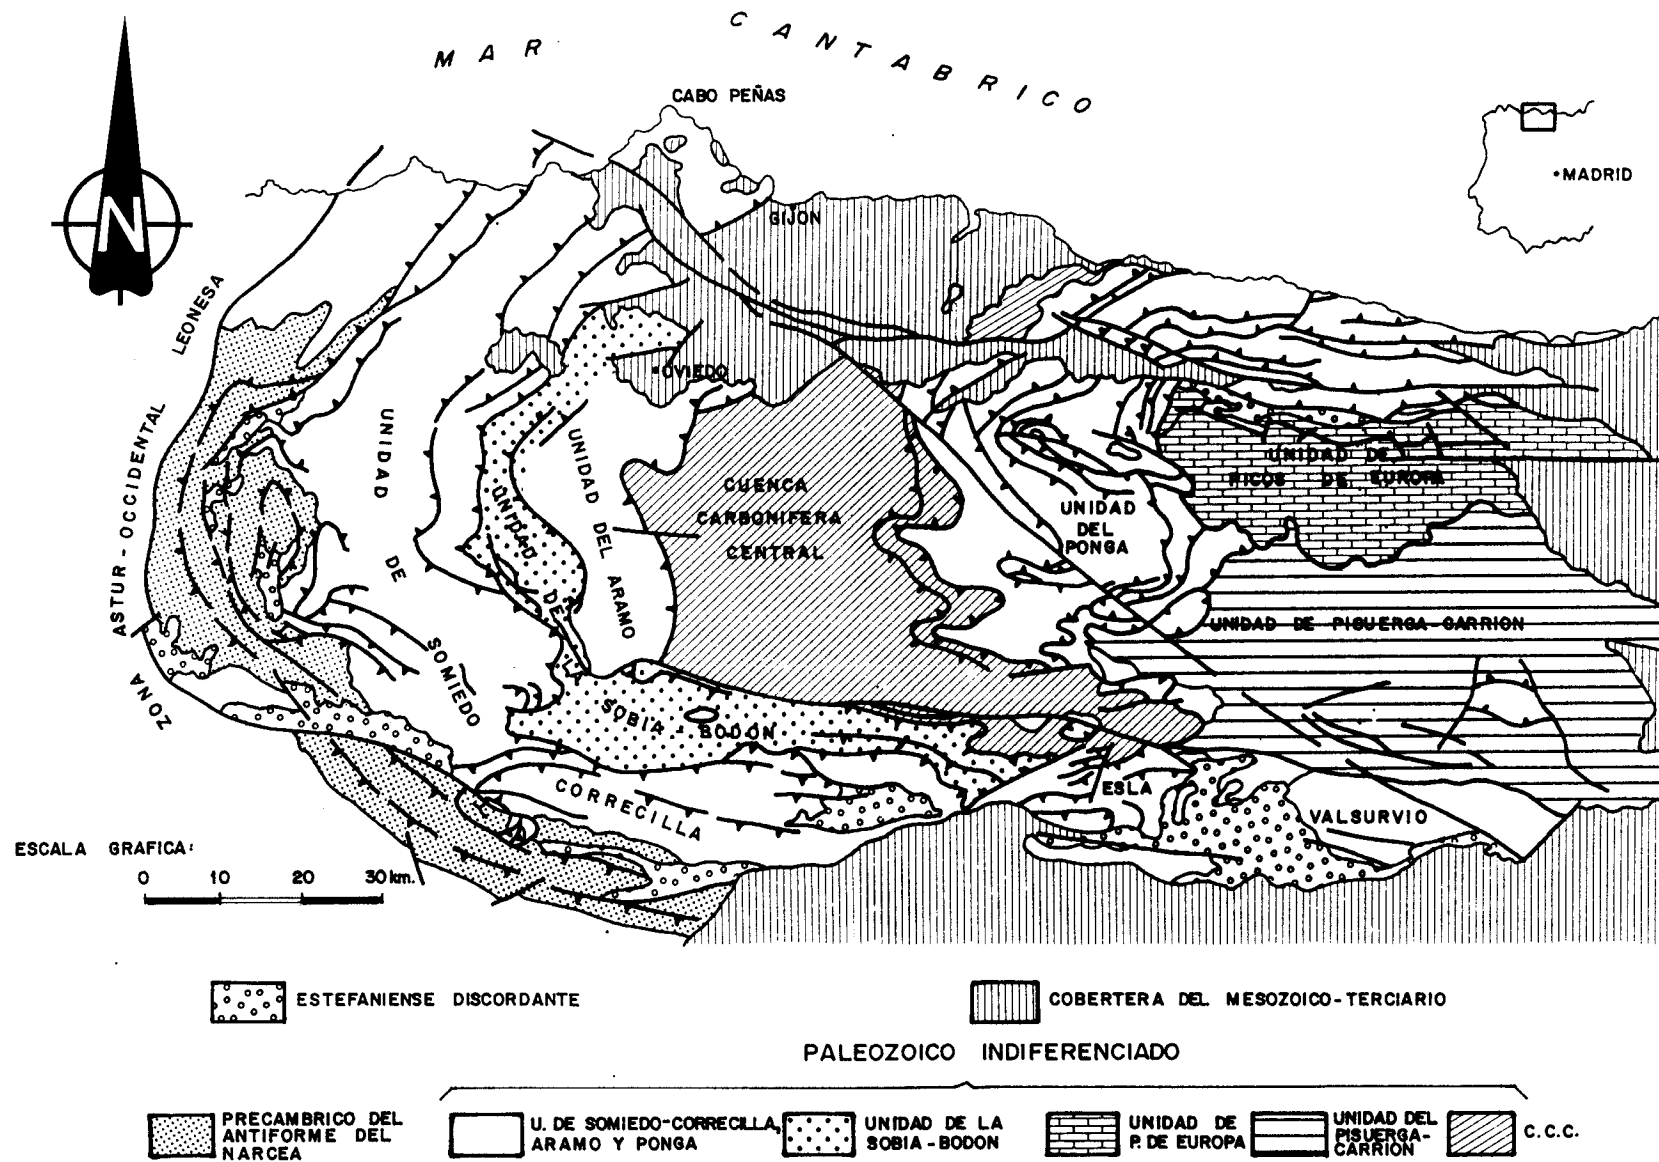 MAR CANTABRICO
CABO PEÑAS
MADRID
N
GIJON
LEONESA
OVIEDO
ASTUR-OCCIDENTAL
ZONA
UNIDAD DE SOMIEDO
CORRECILLA
UNIDAD DE LA
SOBIA - BODON
UNIDAD DEL ARAMO
CUENCA
CARBONIFERA
CENTRAL
UNIDAD
DEL
PONGA
UNIDAD DE
PICOS DE EUROPA
UNIDAD DE PISUERGA-CARRION
ESLA
VALSURVIO
ESCALA GRAFICA:
0 10 20 30 km.
ESTEFANIENSE DISCORDANTE
COBERTERA DEL MESOZOICO-TERCIARIO
PALEOZOICO INDIFERENCIADO
PRECAMBRICO DEL
ANTIFORME DEL
NARCEA
U. DE SOMIEDO-CORRECILLA,
ARAMO Y PONGA
UNIDAD DE LA
SOBIA-BODON
UNIDAD DE
P. DE EUROPA
UNIDAD DEL
PISUERGA-
CARRION
C.C.C.